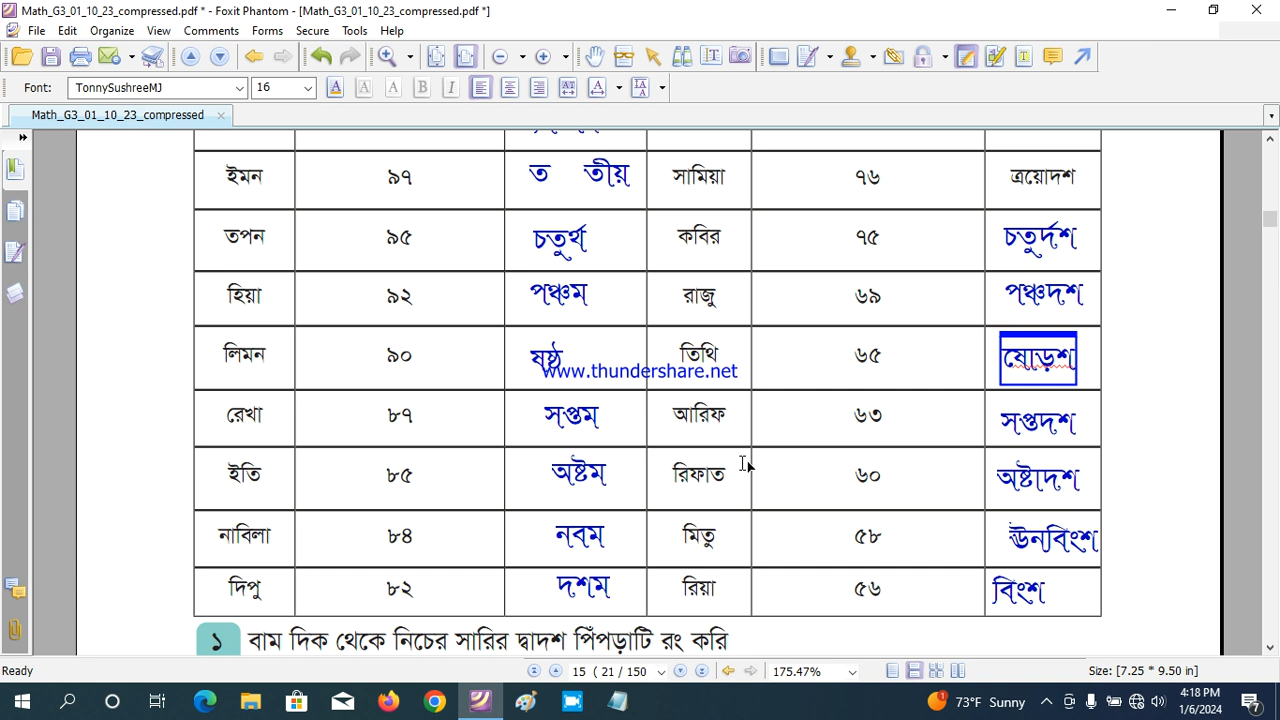 Math_G3_01_10_23_compressed.pdf * - Foxit Phantom - [Math_G3_01_10_23_compressed.pdf *]
File Edit Organize View Comments Forms Secure Tools Help
Font: TonnySushreeMJ 16
Math_G3_01_10_23_compressed
ইমন ৯৭ ত তীয় সামিয়া ৭৬ ত্রয়োদশ
তপন ৯৫ চতুর্থ কবির ৭৫ চতুর্দশ
হিয়া ৯২ পঞ্চম রাজু ৬৯ পঞ্চদশ
লিমন ৯০ ষষ্ঠ তিথি ৬৫ ষোড়শ
www.thundershare.net
রেখা ৮৭ সপ্তম আরিফ ৬৩ সপ্তদশ
ইতি ৮৫ অষ্টম রিফাত ৬০ অষ্টাদশ
নাবিলা ৮৪ নবম মিতু ৫৮ ঊনবিংশ
দিপু ৮২ দশম রিয়া ৫৬ বিংশ
১ বাম দিক থেকে নিচের সারির দ্বাদশ পিঁপড়াটি রং করি
Ready 15 ( 21 / 150 175.47% Size: [7.25 * 9.50 in]
73°F Sunny 4:18 PM
1/6/2024